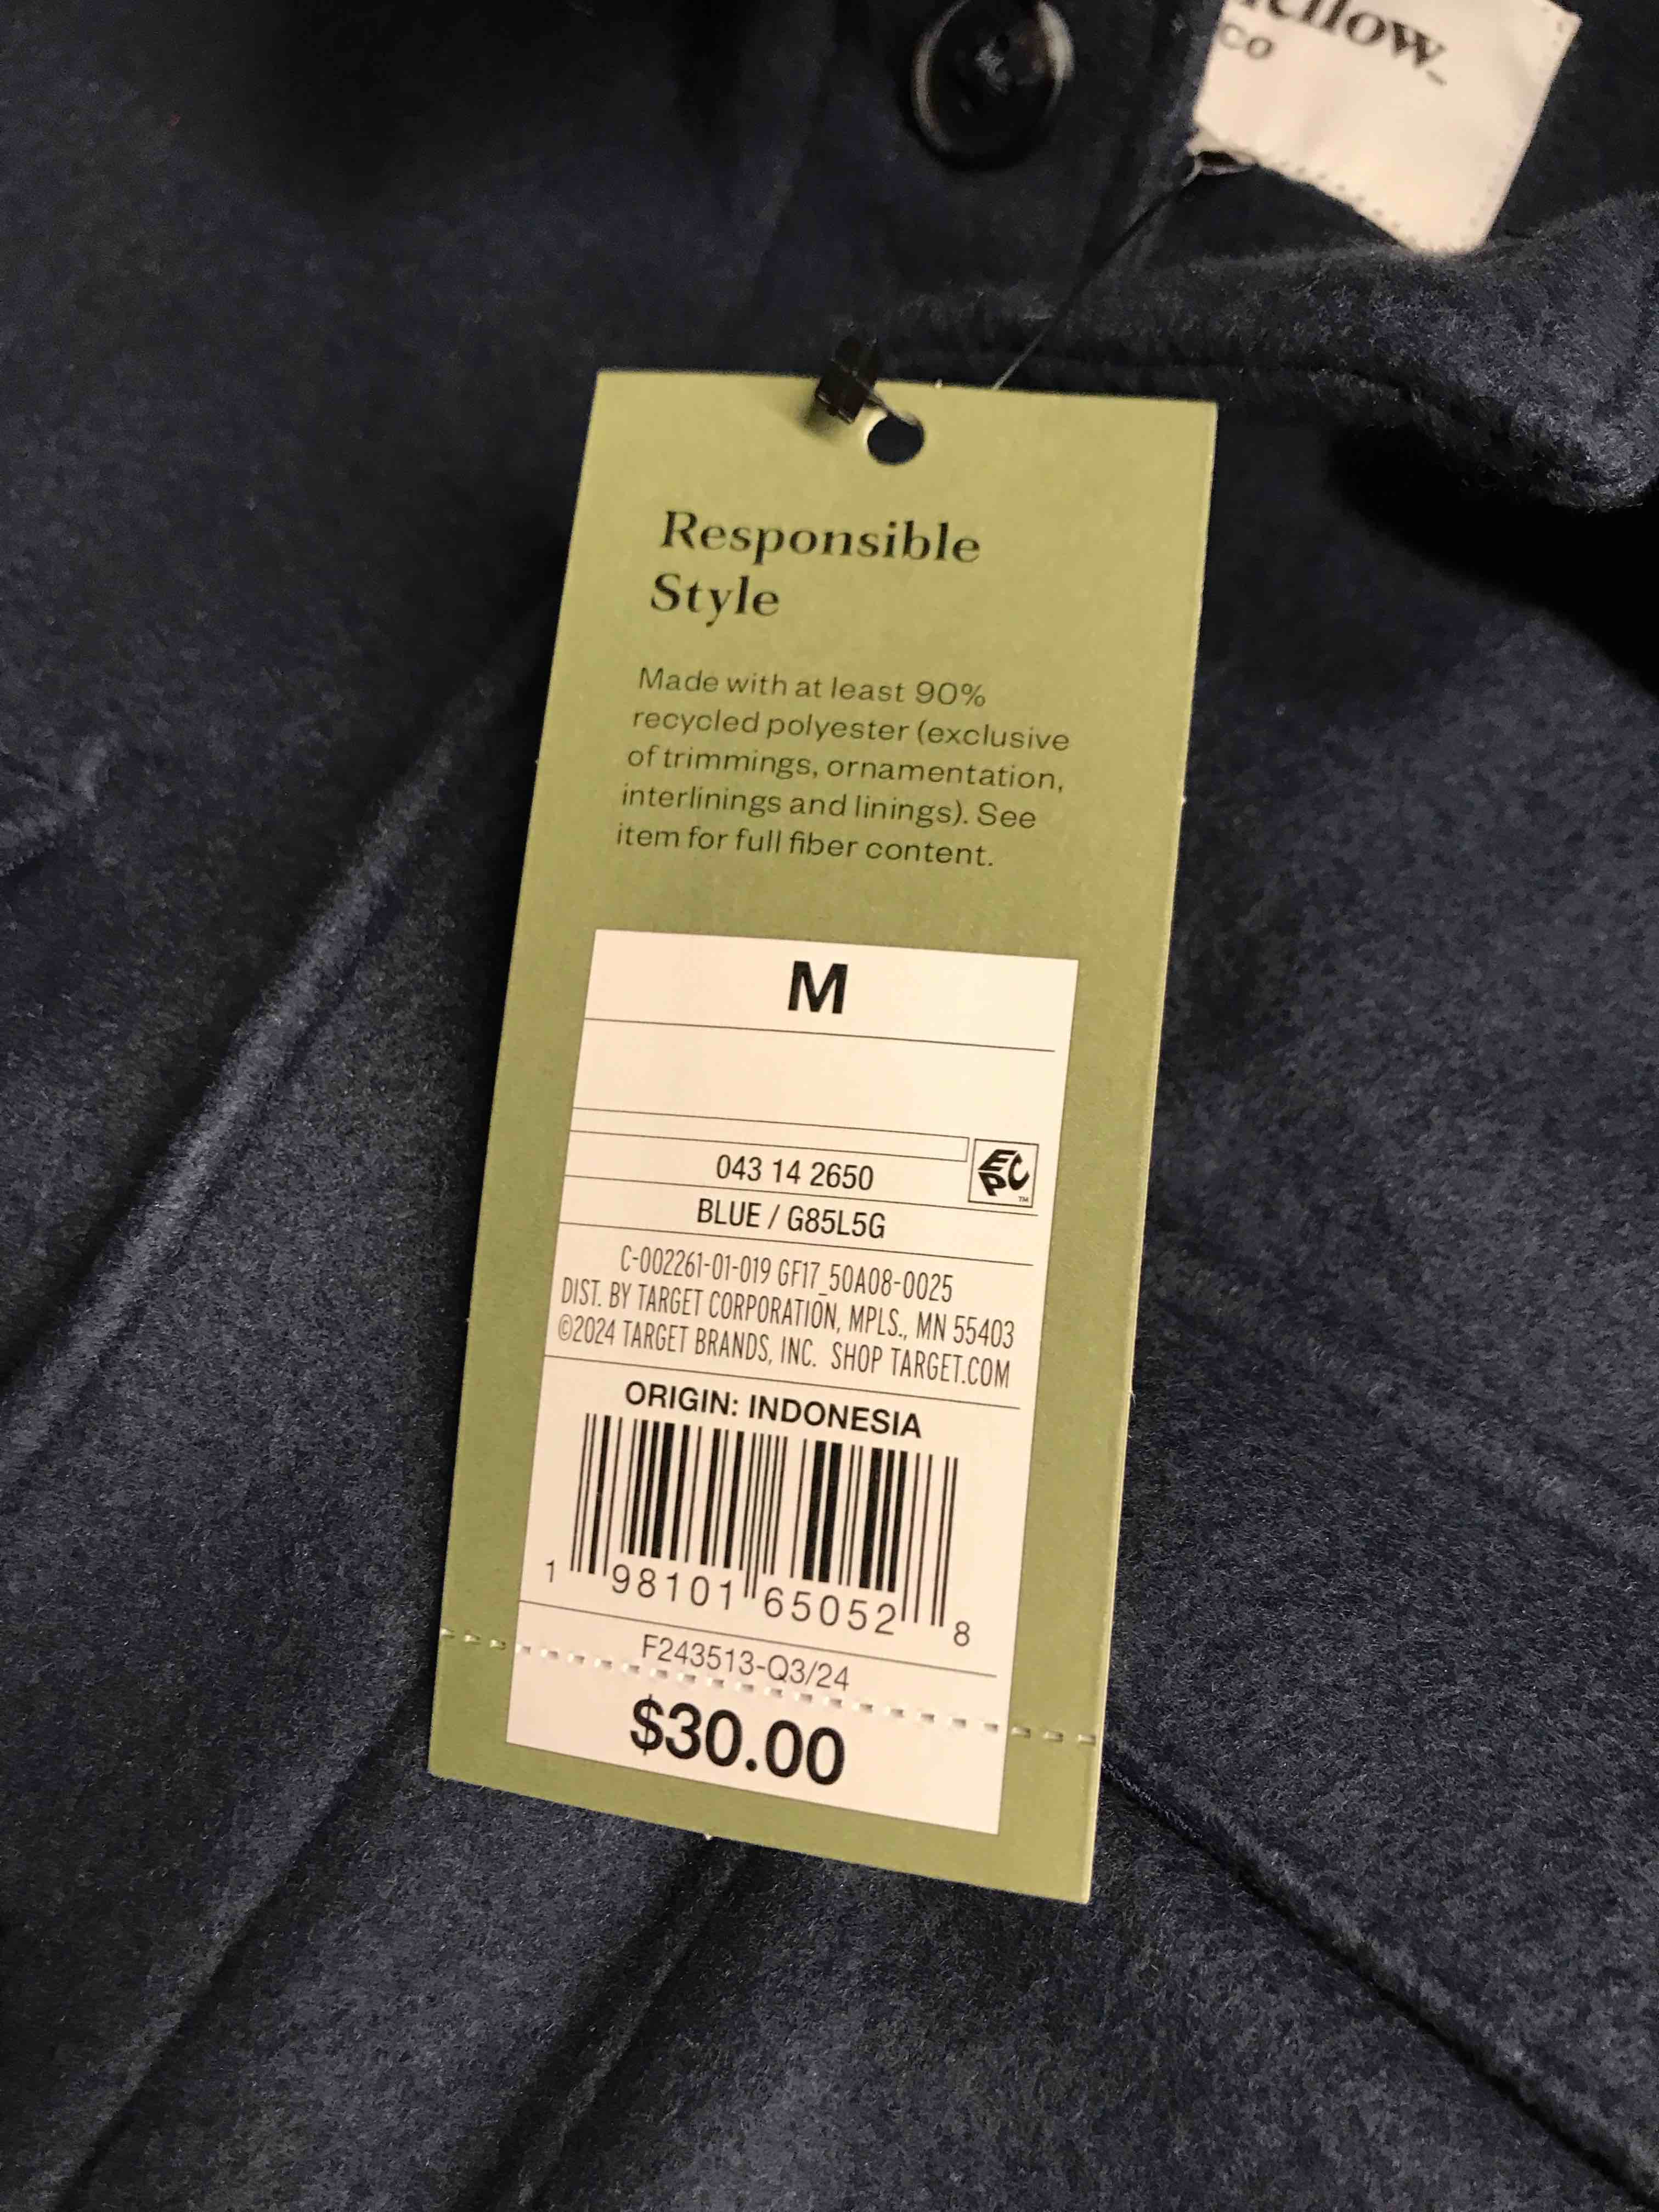 co
Responsible
Style
Made with at least 90%
recycled polyester (exclusive
of trimmings, ornamentation,
interlinings and linings). See
item for full fiber content.
M
043 14 2650
EPC
TM
BLUE / G85L5G
C-002261-01-019 GF17_50A08-0025
DIST. BY TARGET CORPORATION, MPLS., MN 55403
©2024 TARGET BRANDS, INC. SHOP TARGET.COM
ORIGIN: INDONESIA
1 98101 65052 8
F243513-Q3/24
$30.00